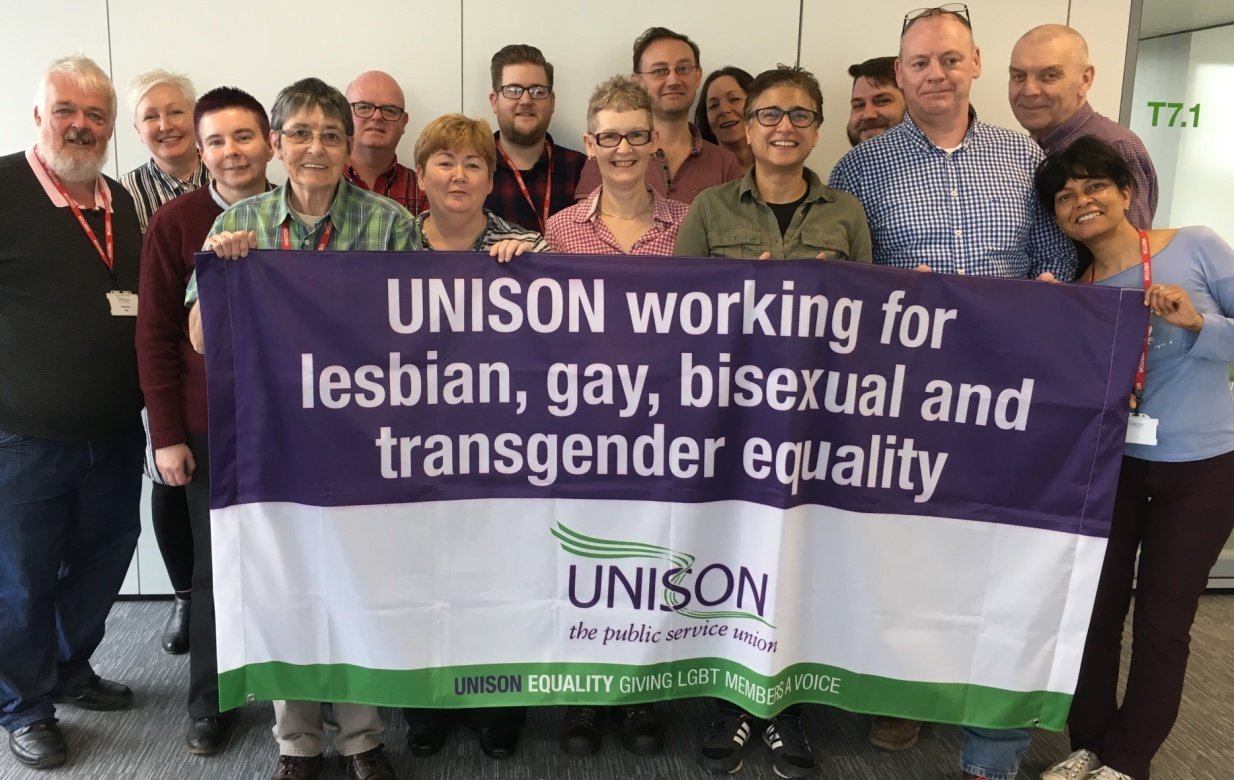 T7.1
UNISON working for
lesbian, gay, bisexual and
transgender equality
UNISON
the public service union
UNISON EQUALITY GIVING LGBT MEMBERS A VOICE
VISITOR